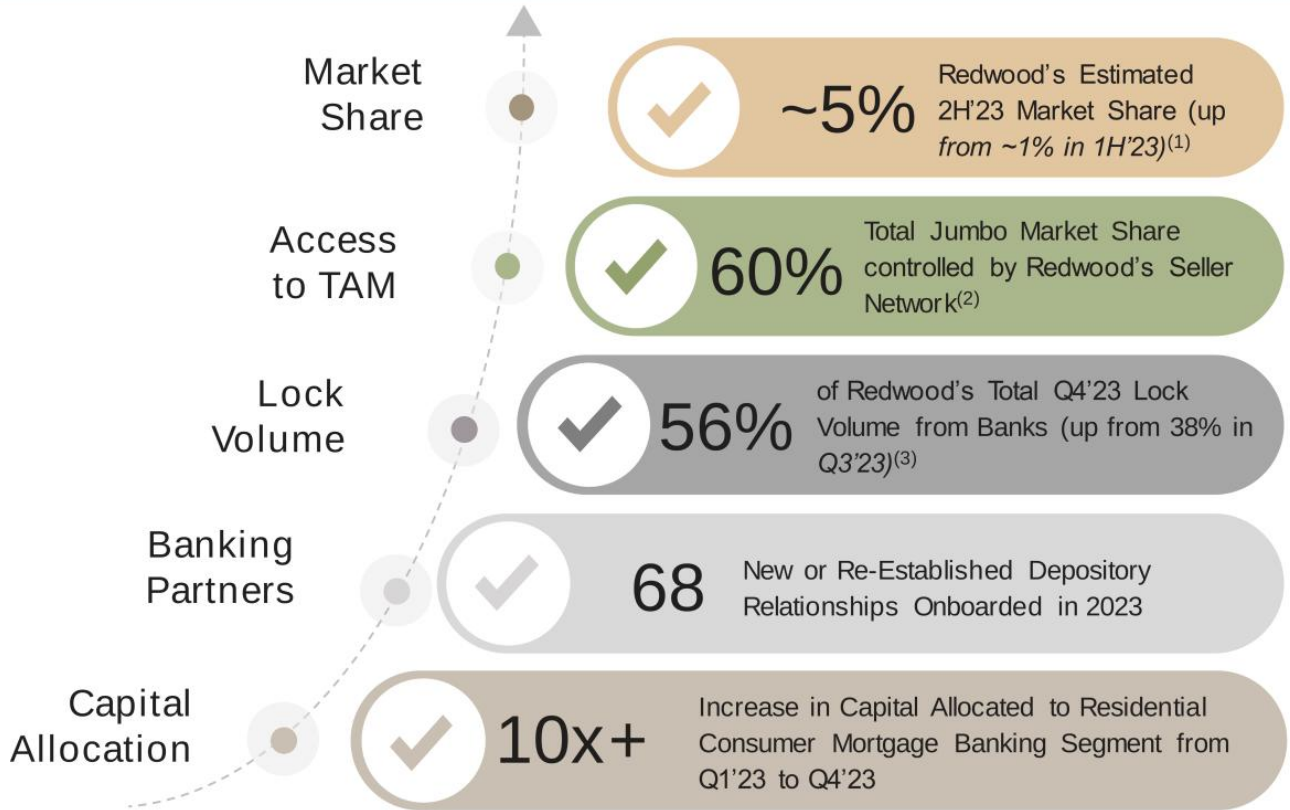 Market
Share
~5%
Redwood's Estimated
2H'23 Market Share (up
from ~1% in 1H'23)(1)
Access
to TAM
60%
Total Jumbo Market Share
controlled by Redwood's Seller
Network(2)
Lock
Volume
56%
of Redwood's Total Q4'23 Lock
Volume from Banks (up from 38% in
Q3'23)(3)
Banking
Partners
68
New or Re-Established Depository
Relationships Onboarded in 2023
Capital
Allocation
10x+
Increase in Capital Allocated to Residential
Consumer Mortgage Banking Segment from
Q1'23 to Q4'23